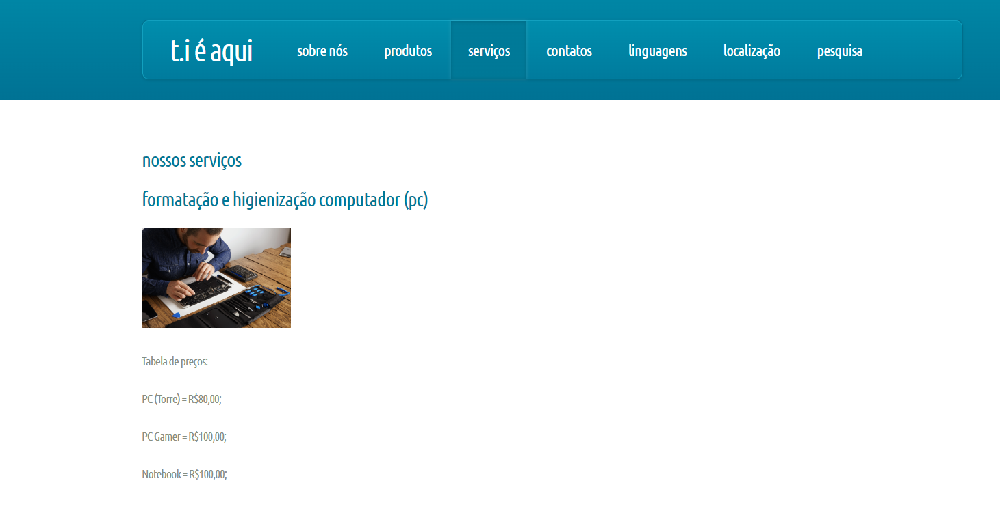 t.i é aqui sobre nós produtos serviços contatos linguagens localização pesquisa
nossos serviços
formatação e higienização computador (pc)
Tabela de preços:
PC (Torre) = R$80,00;
PC Gamer = R$100,00;
Notebook = R$100,00;